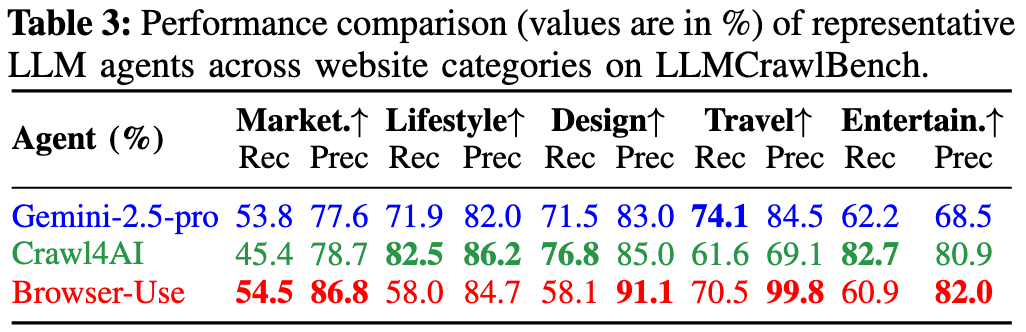 Table 3: Performance comparison (values are in %) of representative
LLM agents across website categories on LLMCrawlBench.
Agent (%) Market.↑ Lifestyle↑ Design↑ Travel↑ Entertain.↑
Rec Prec Rec Prec Rec Prec Rec Prec Rec Prec
Gemini-2.5-pro 53.8 77.6 71.9 82.0 71.5 83.0 74.1 84.5 62.2 68.5
Crawl4AI 45.4 78.7 82.5 86.2 76.8 85.0 61.6 69.1 82.7 80.9
Browser-Use 54.5 86.8 58.0 84.7 58.1 91.1 70.5 99.8 60.9 82.0